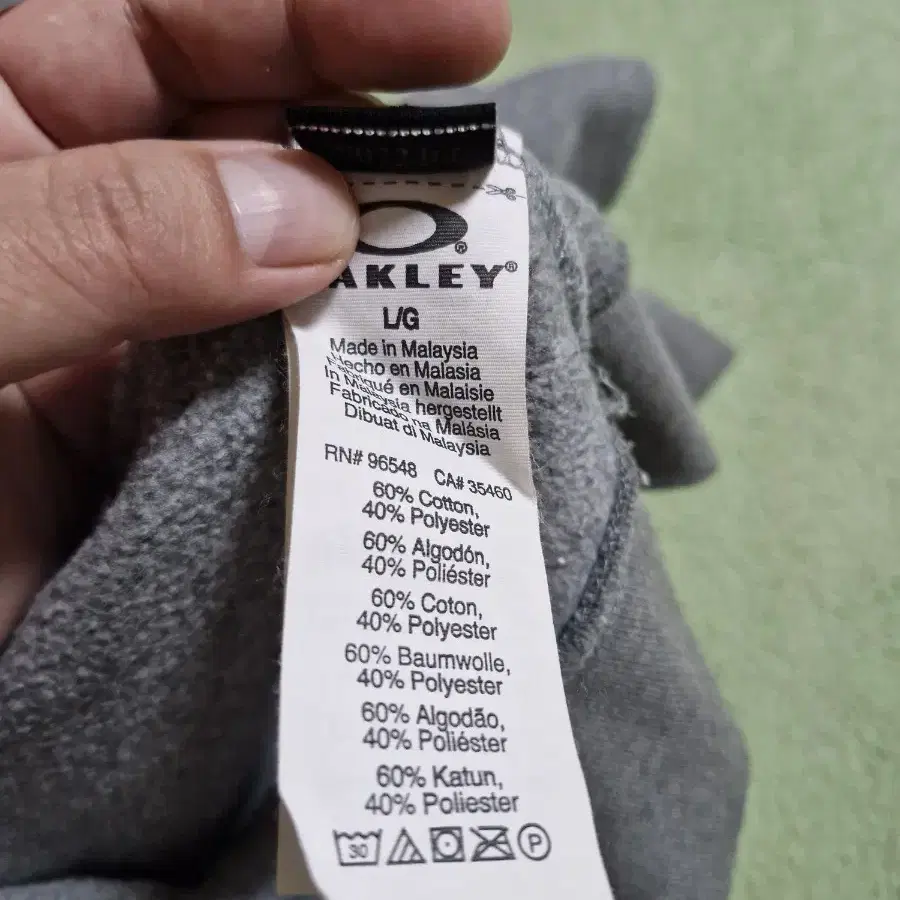 AKLEY®
L/G
Made in Malaysia
Hecho en Malasia
Fabriqué en Malaisie
In Malaysia hergestellt
Fabricado na Malásia
Dibuat di Malaysia
RN# 96548 CA# 35460
60% Cotton,
40% Polyester
60% Algodón,
40% Poliéster
60% Coton,
40% Polyester
60% Baumwolle,
40% Polyester
60% Algodão,
40% Poliéster
60% Katun,
40% Poliester
30 P